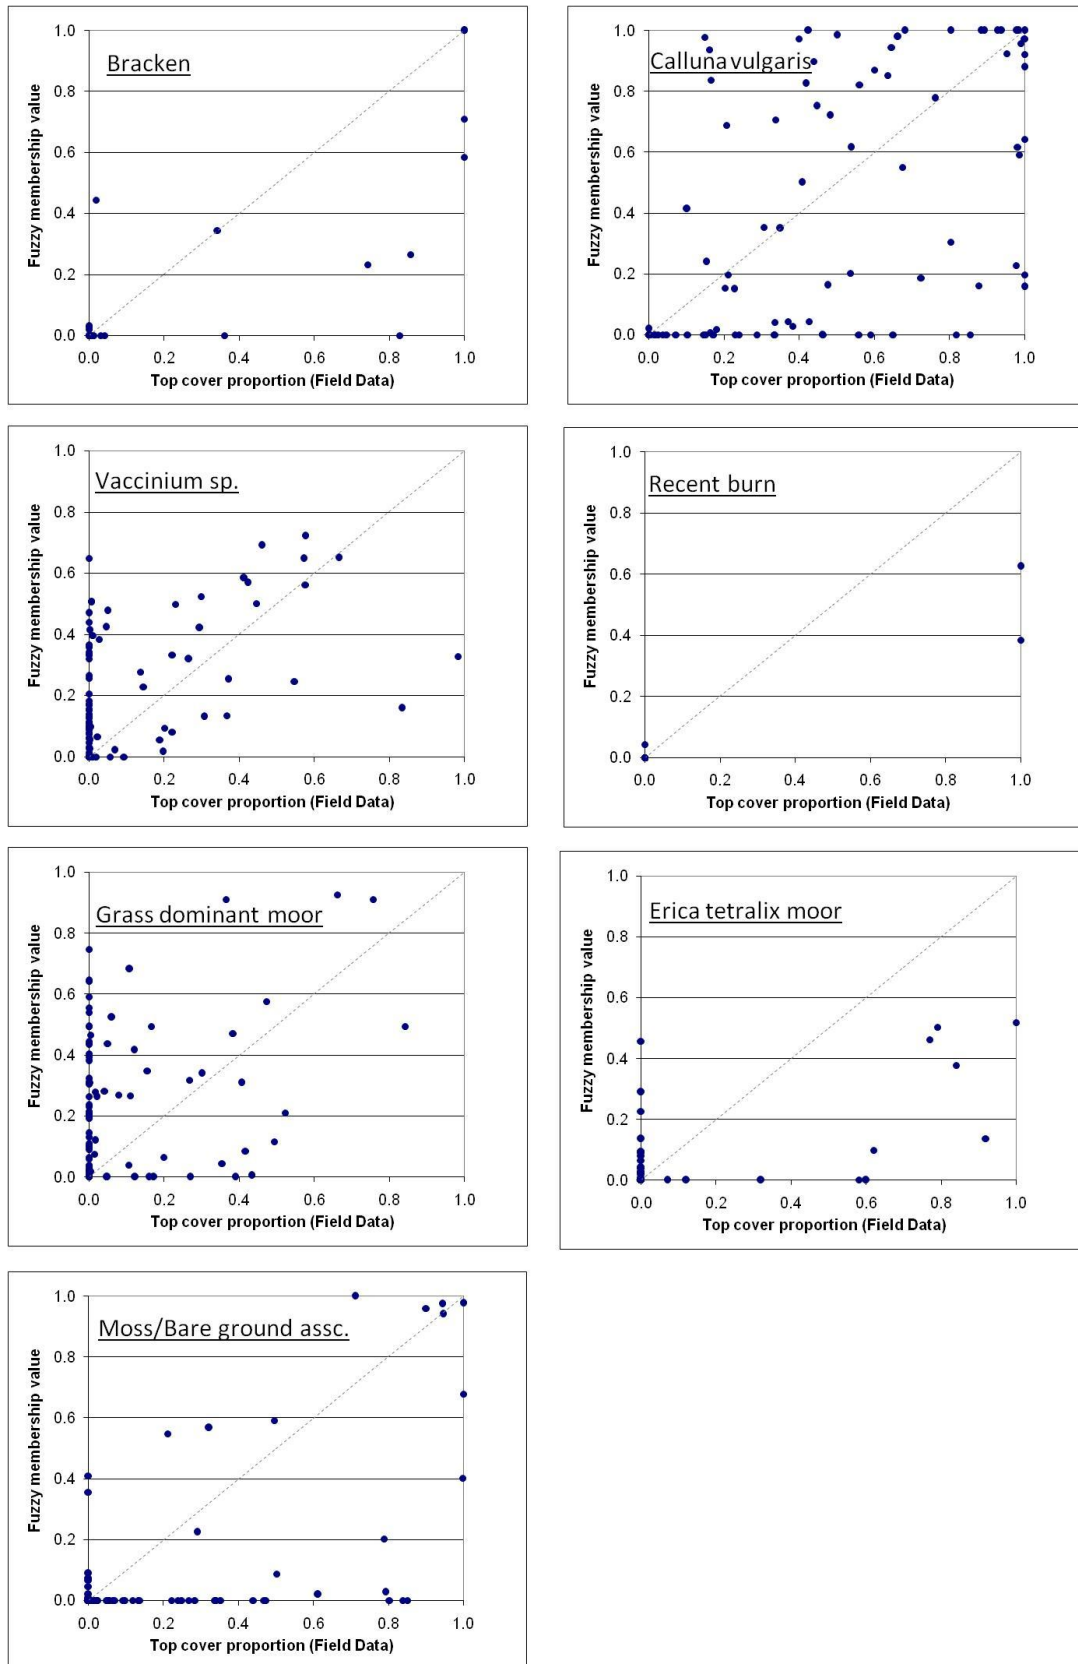 Bracken
Fuzzy membership value
1.0
0.8
0.6
0.4
0.2
0.0
0.0 0.2 0.4 0.6 0.8 1.0
Top cover proportion (Field Data)
Calluna vulgaris
Fuzzy membership value
1.0
0.8
0.6
0.4
0.2
0.0
0.0 0.2 0.4 0.6 0.8 1.0
Top cover proportion (Field Data)
Vaccinium sp.
Fuzzy membership value
1.0
0.8
0.6
0.4
0.2
0.0
0.0 0.2 0.4 0.6 0.8 1.0
Top cover proportion (Field Data)
Recent burn
Fuzzy membership value
1.0
0.8
0.6
0.4
0.2
0.0
0.0 0.2 0.4 0.6 0.8 1.0
Top cover proportion (Field Data)
Grass dominant moor
Fuzzy membership value
1.0
0.8
0.6
0.4
0.2
0.0
0.0 0.2 0.4 0.6 0.8 1.0
Top cover proportion (Field Data)
Erica tetralix moor
Fuzzy membership value
1.0
0.8
0.6
0.4
0.2
0.0
0.0 0.2 0.4 0.6 0.8 1.0
Top cover proportion (Field Data)
Moss/Bare ground assc.
Fuzzy membership value
1.0
0.8
0.6
0.4
0.2
0.0
0.0 0.2 0.4 0.6 0.8 1.0
Top cover proportion (Field Data)